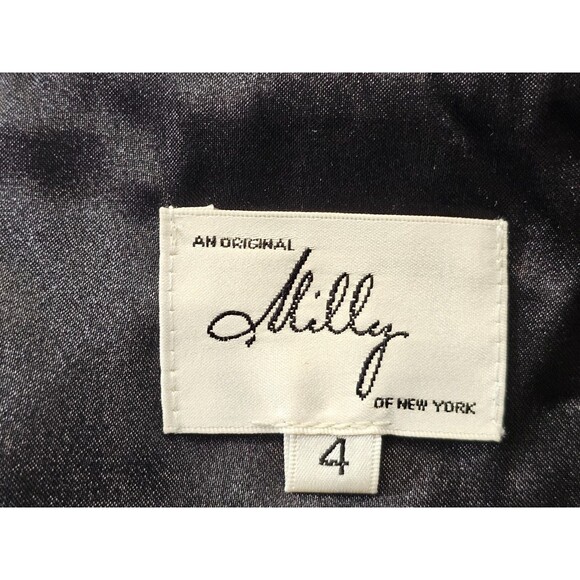 AN ORIGINAL
Milly
OF NEW YORK
4